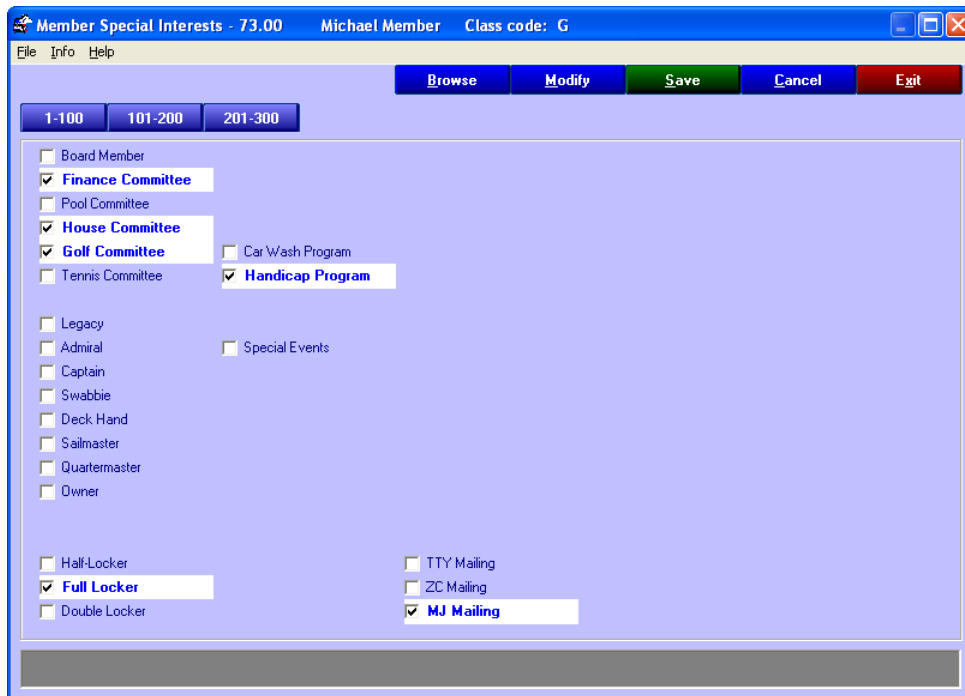 Member Special Interests - 73.00 Michael Member Class code: G
File Info Help
Browse Modify Save Cancel Exit
1-100 101-200 201-300
Board Member
Finance Committee
Pool Committee
House Committee
Golf Committee Car Wash Program
Tennis Committee Handicap Program
Legacy
Admiral Special Events
Captain
Swabbie
Deck Hand
Sailmaster
Quartermaster
Owner
Half-Locker TTY Mailing
Full Locker ZC Mailing
Double Locker MJ Mailing